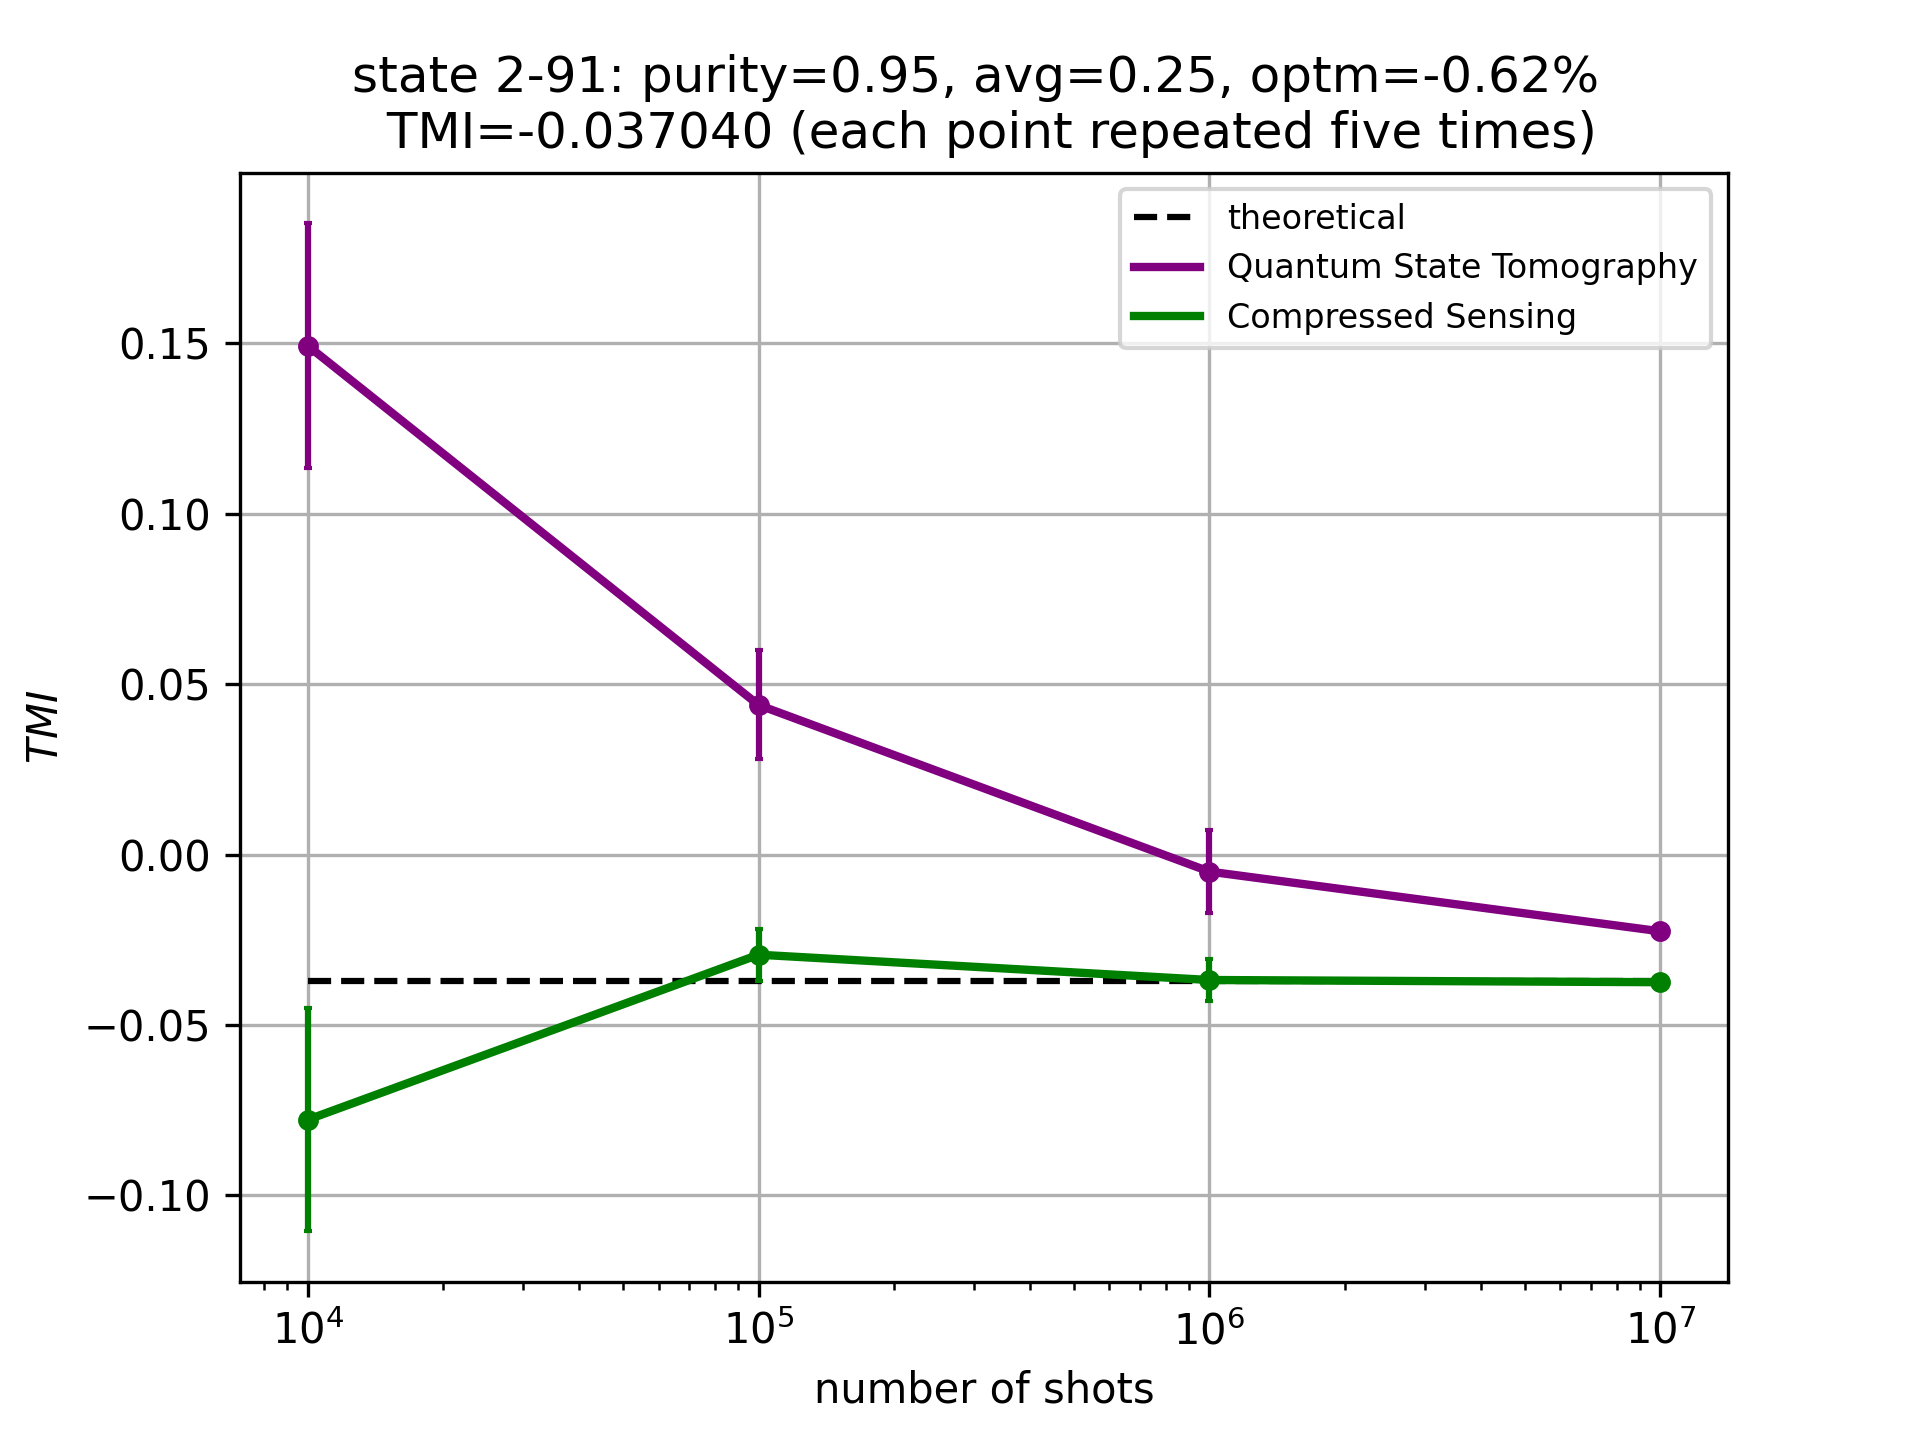 state 2-91: purity=0.95, avg=0.25, optm=-0.62%
TMI=-0.037040 (each point repeated five times)
theoretical
Quantum State Tomography
Compressed Sensing
0.15
0.10
0.05
0.00
−0.05
−0.10
TMI
10⁴ 10⁵ 10⁶ 10⁷
number of shots